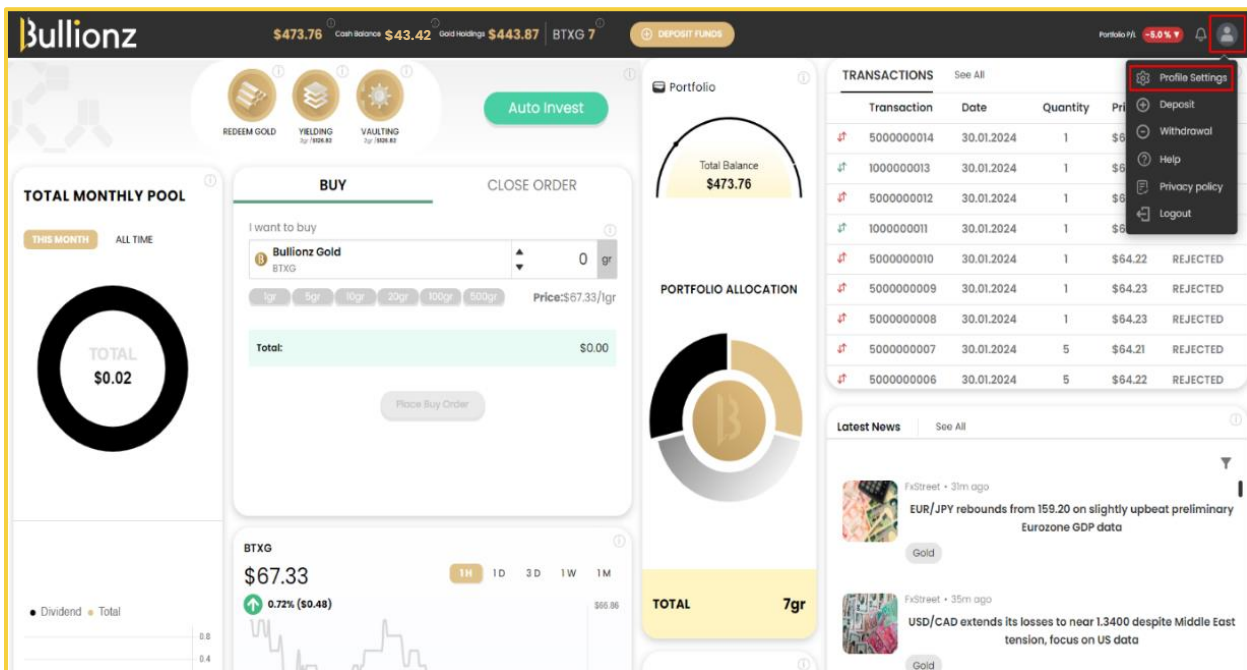 Bullionz
$473.76 Cash Balance $43.42 Gold Holdings $443.87 BTXG 7
DEPOSIT FUNDS
Portfolio P/L -5.0% ▼
Profile Settings
Deposit
Withdrawal
Help
Privacy policy
Logout
REDEEM GOLD
YIELDING
VAULTING
Auto Invest
TOTAL MONTHLY POOL
THIS MONTH ALL TIME
TOTAL
$0.02
Dividend Total
0.8
0.4
BUY CLOSE ORDER
I want to buy
Bullionz Gold
BTXG
0 gr
1gr 5gr 10gr 20gr 100gr 500gr Price:$67.33/1gr
Total: $0.00
Place Buy Order
BTXG
$67.33
1H 1D 3D 1W 1M
0.72% ($0.48)
$66.86
Portfolio
Total Balance
$473.76
PORTFOLIO ALLOCATION
TOTAL 7gr
TRANSACTIONS See All
Transaction Date Quantity Pri
5000000014 30.01.2024 1 $6
1000000013 30.01.2024 1 $6
5000000012 30.01.2024 1 $6
1000000011 30.01.2024 1 $6
5000000010 30.01.2024 1 $64.22 REJECTED
5000000009 30.01.2024 1 $64.23 REJECTED
5000000008 30.01.2024 1 $64.23 REJECTED
5000000007 30.01.2024 5 $64.21 REJECTED
5000000006 30.01.2024 5 $64.22 REJECTED
Latest News See All
FxStreet • 31m ago
EUR/JPY rebounds from 159.20 on slightly upbeat preliminary
Eurozone GDP data
Gold
FxStreet • 35m ago
USD/CAD extends its losses to near 1.3400 despite Middle East
tension, focus on US data
Gold